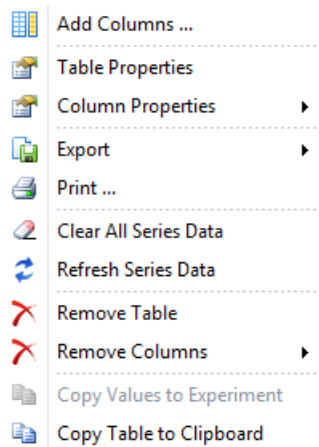 Add Columns ...
Table Properties
Column Properties
Export
Print ...
Clear All Series Data
Refresh Series Data
Remove Table
Remove Columns
Copy Values to Experiment
Copy Table to Clipboard